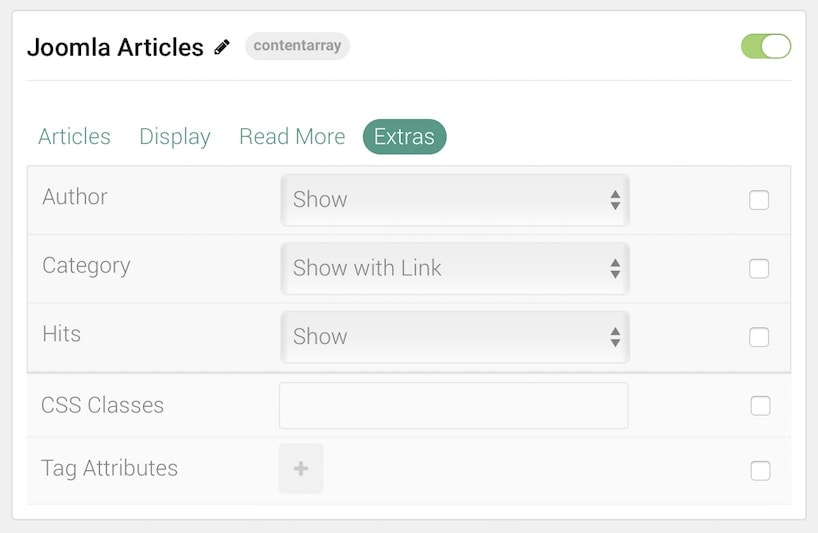 Joomla Articles contentarray
Articles Display Read More Extras
Author Show
Category Show with Link
Hits Show
CSS Classes
Tag Attributes +